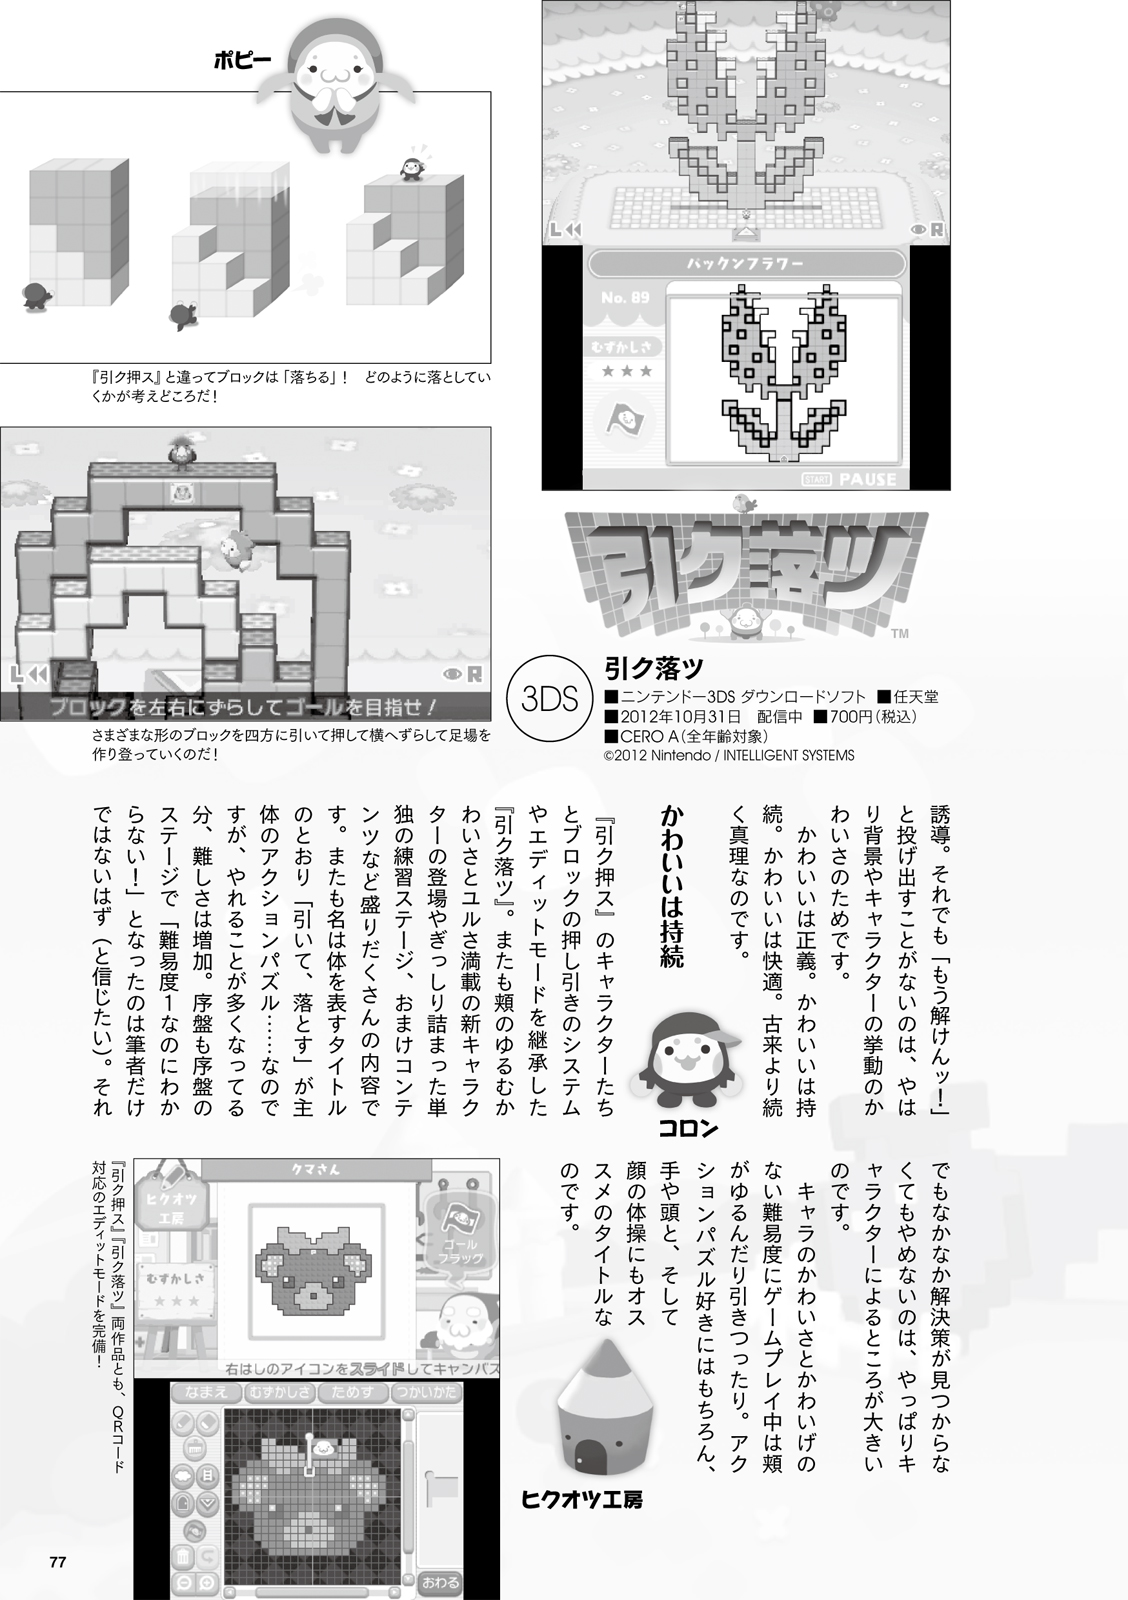 ポピー
『引ク押ス』と違ってブロックは「落ちる」！　どのように落としてい
くかが考えどころだ！
L
R
ブロックを左右にずらしてゴールを目指せ！
さまざまな形のブロックを四方に引いて押して横へずらして足場を
作り登っていくのだ！
L
R
パックンフラワー
No. 89
むずかしさ
★★★
START PAUSE
引ク落ツ
TM
3DS
引ク落ツ
■ニンテンドー3DS ダウンロードソフト ■任天堂
■2012年10月31日　配信中 ■700円（税込）
■CERO A（全年齢対象）
©2012 Nintendo / INTELLIGENT SYSTEMS
誘導。それでも「もう解けんッ！」
と投げ出すことがないのは、やは
り背景やキャラクターの挙動のか
わいさのためです。
　かわいいは正義。かわいいは持
続。かわいいは快適。古来より続
く真理なのです。
かわいいは持続
コロン
『引ク押ス』のキャラクターたち
とブロックの押し引きのシステム
やエディットモードを継承した
『引ク落ツ』。またも頬のゆるむか
わいさとユルさ満載の新キャラク
ターの登場やぎっしり詰まった単
独の練習ステージ、おまけコンテ
ンツなど盛りだくさんの内容で
す。またも名は体を表すタイトル
のとおり「引いて、落とす」が主
体のアクションパズル……なので
すが、やれることが多くなってる
分、難しさは増加。序盤も序盤の
ステージで「難易度1なのにわか
らない！」となったのは筆者だけ
ではないはず（と信じたい）。それ
でもなかなか解決策が見つからな
くてもやめないのは、やっぱりキ
ャラクターによるところが大きい
のです。
　キャラのかわいさとかわいげの
ない難易度にゲームプレイ中は頬
がゆるんだり引きつったり。アク
ションパズル好きにはもちろん、
手や頭と、そして
顔の体操にもオス
スメのタイトルな
のです。
ヒクオツ工房
クマさん
ヒクオツ
工房
むずかしさ
★★★
ゴール
フラッグ
右はしのアイコンをスライドしてキャンバス
なまえ
むずかしさ
ためす
つかいかた
おわる
『引ク押ス』『引ク落ツ』両作品とも、QRコード
対応のエディットモードを完備！
77